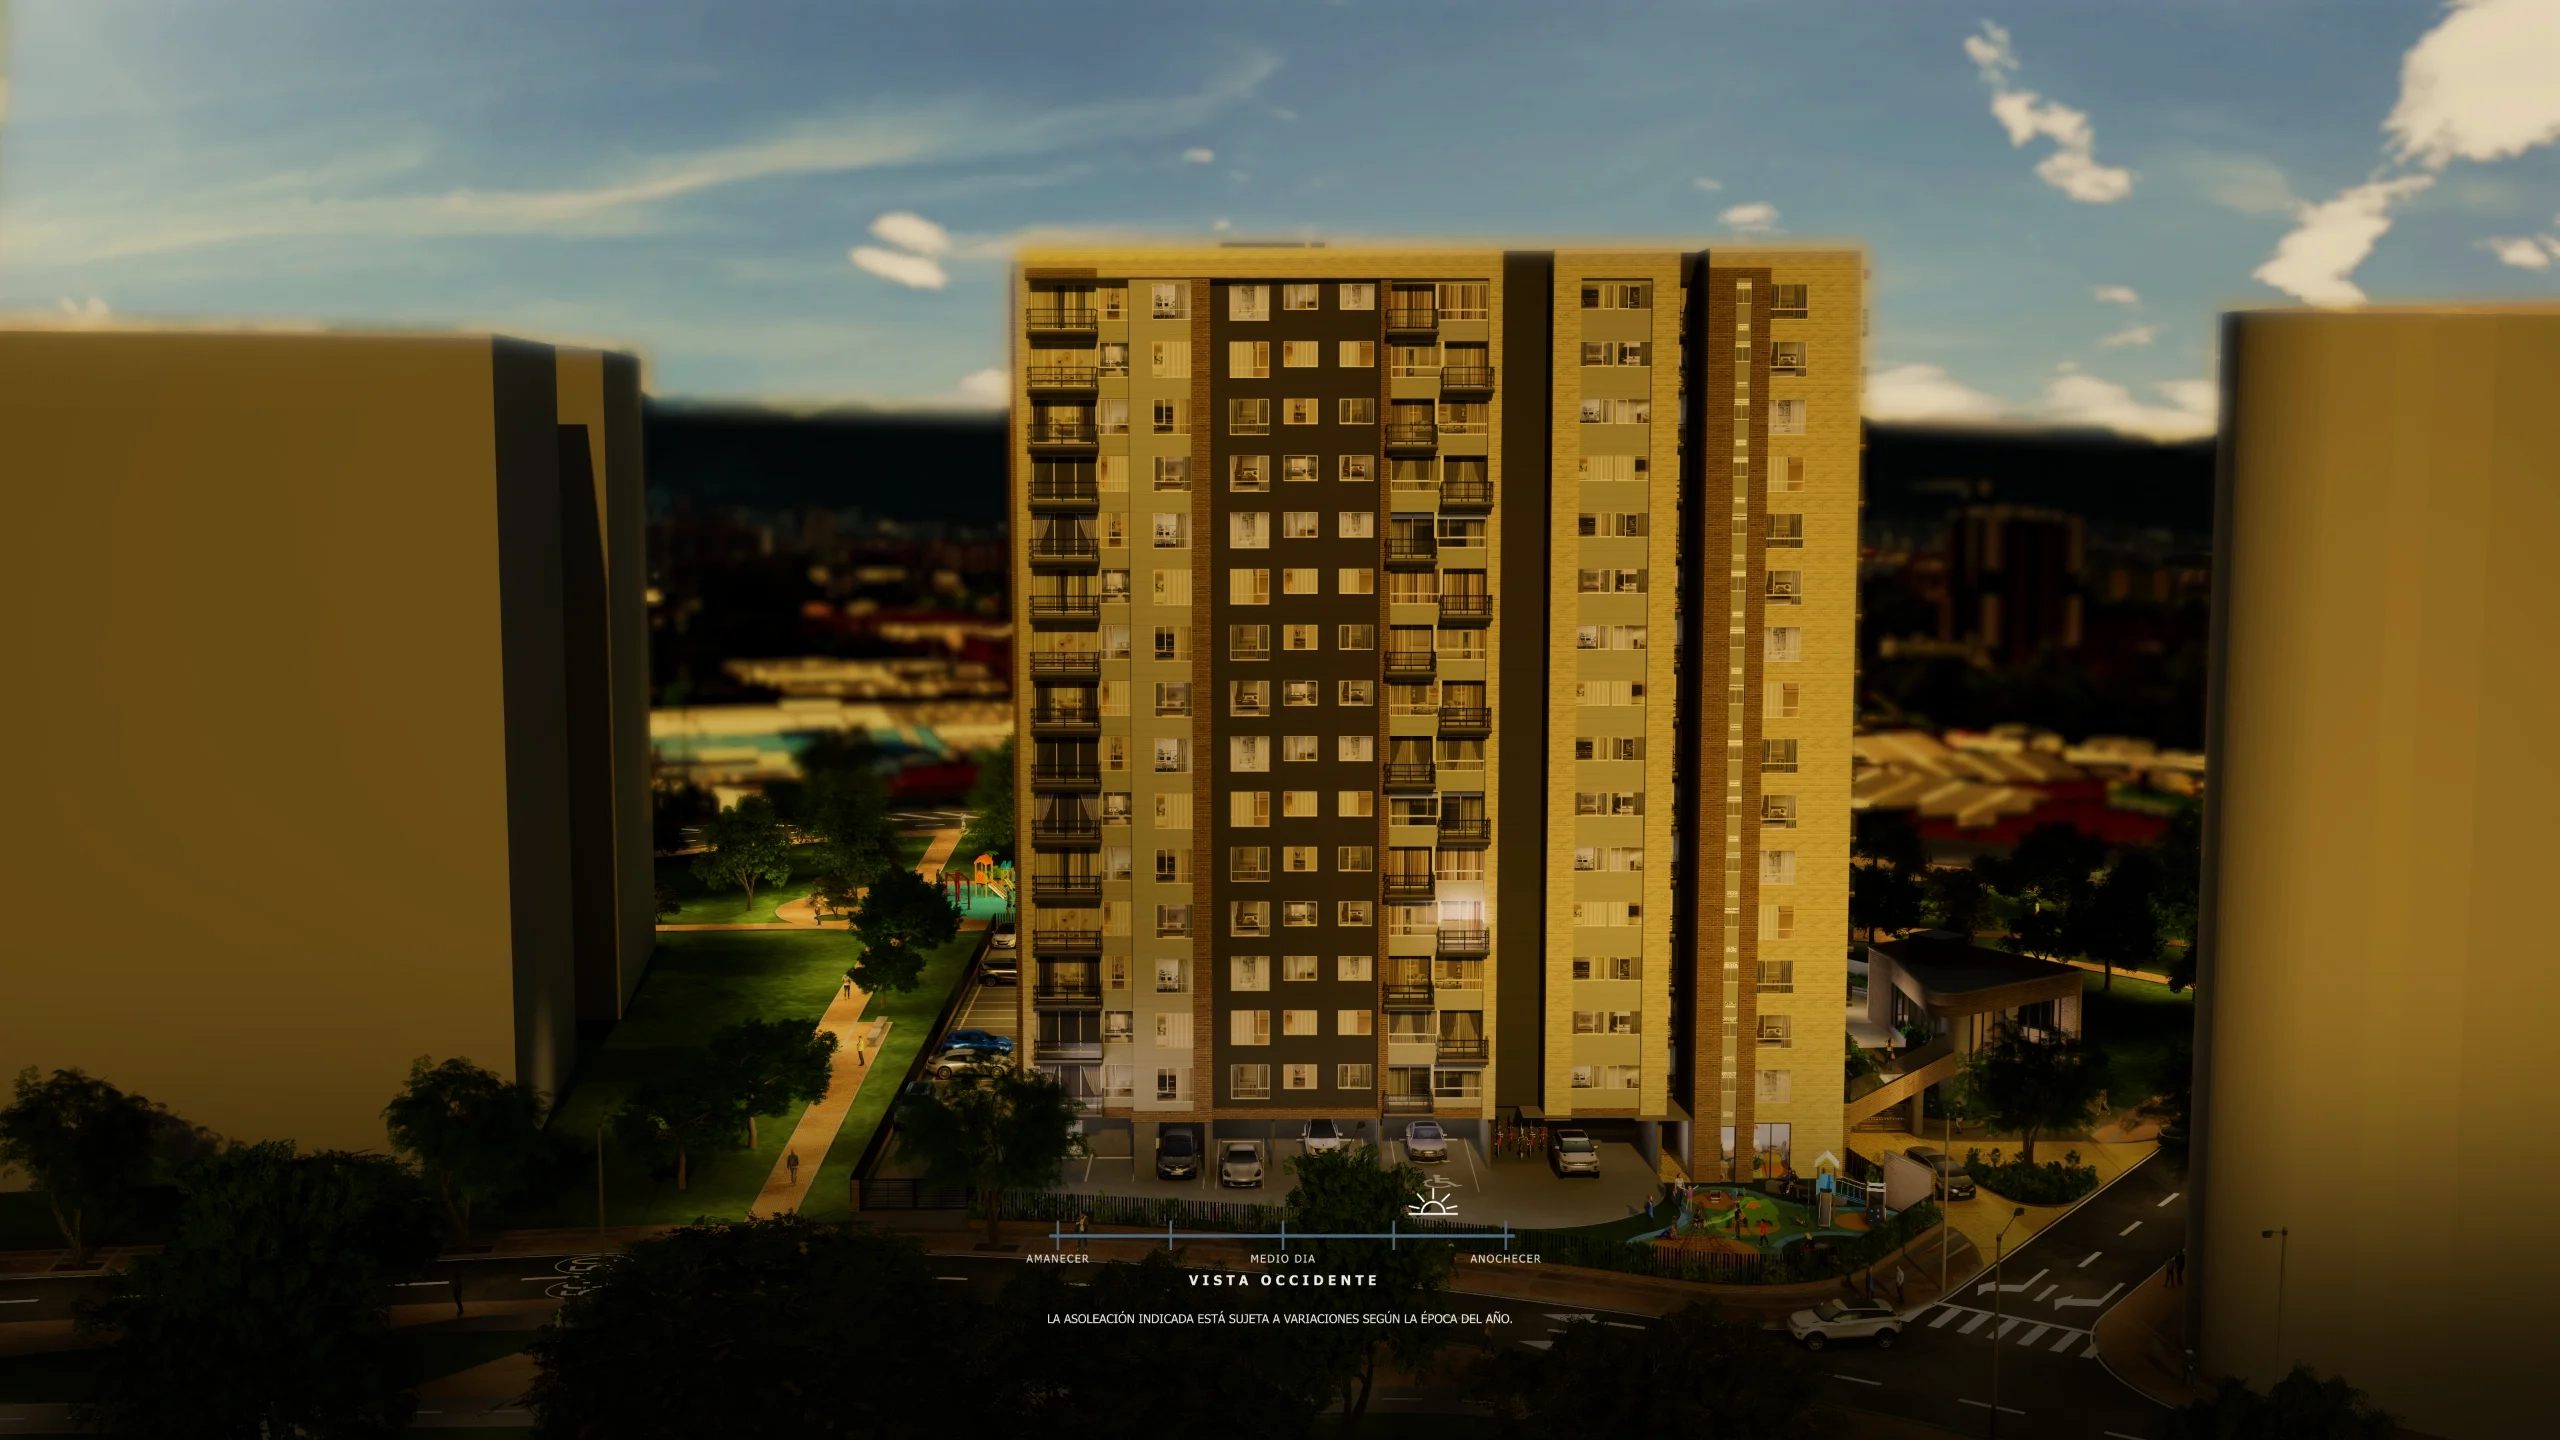 AMANECER MEDIO DIA ANOCHECER
VISTA OCCIDENTE
LA ASOLEACIÓN INDICADA ESTÁ SUJETA A VARIACIONES SEGÚN LA ÉPOCA DEL AÑO.